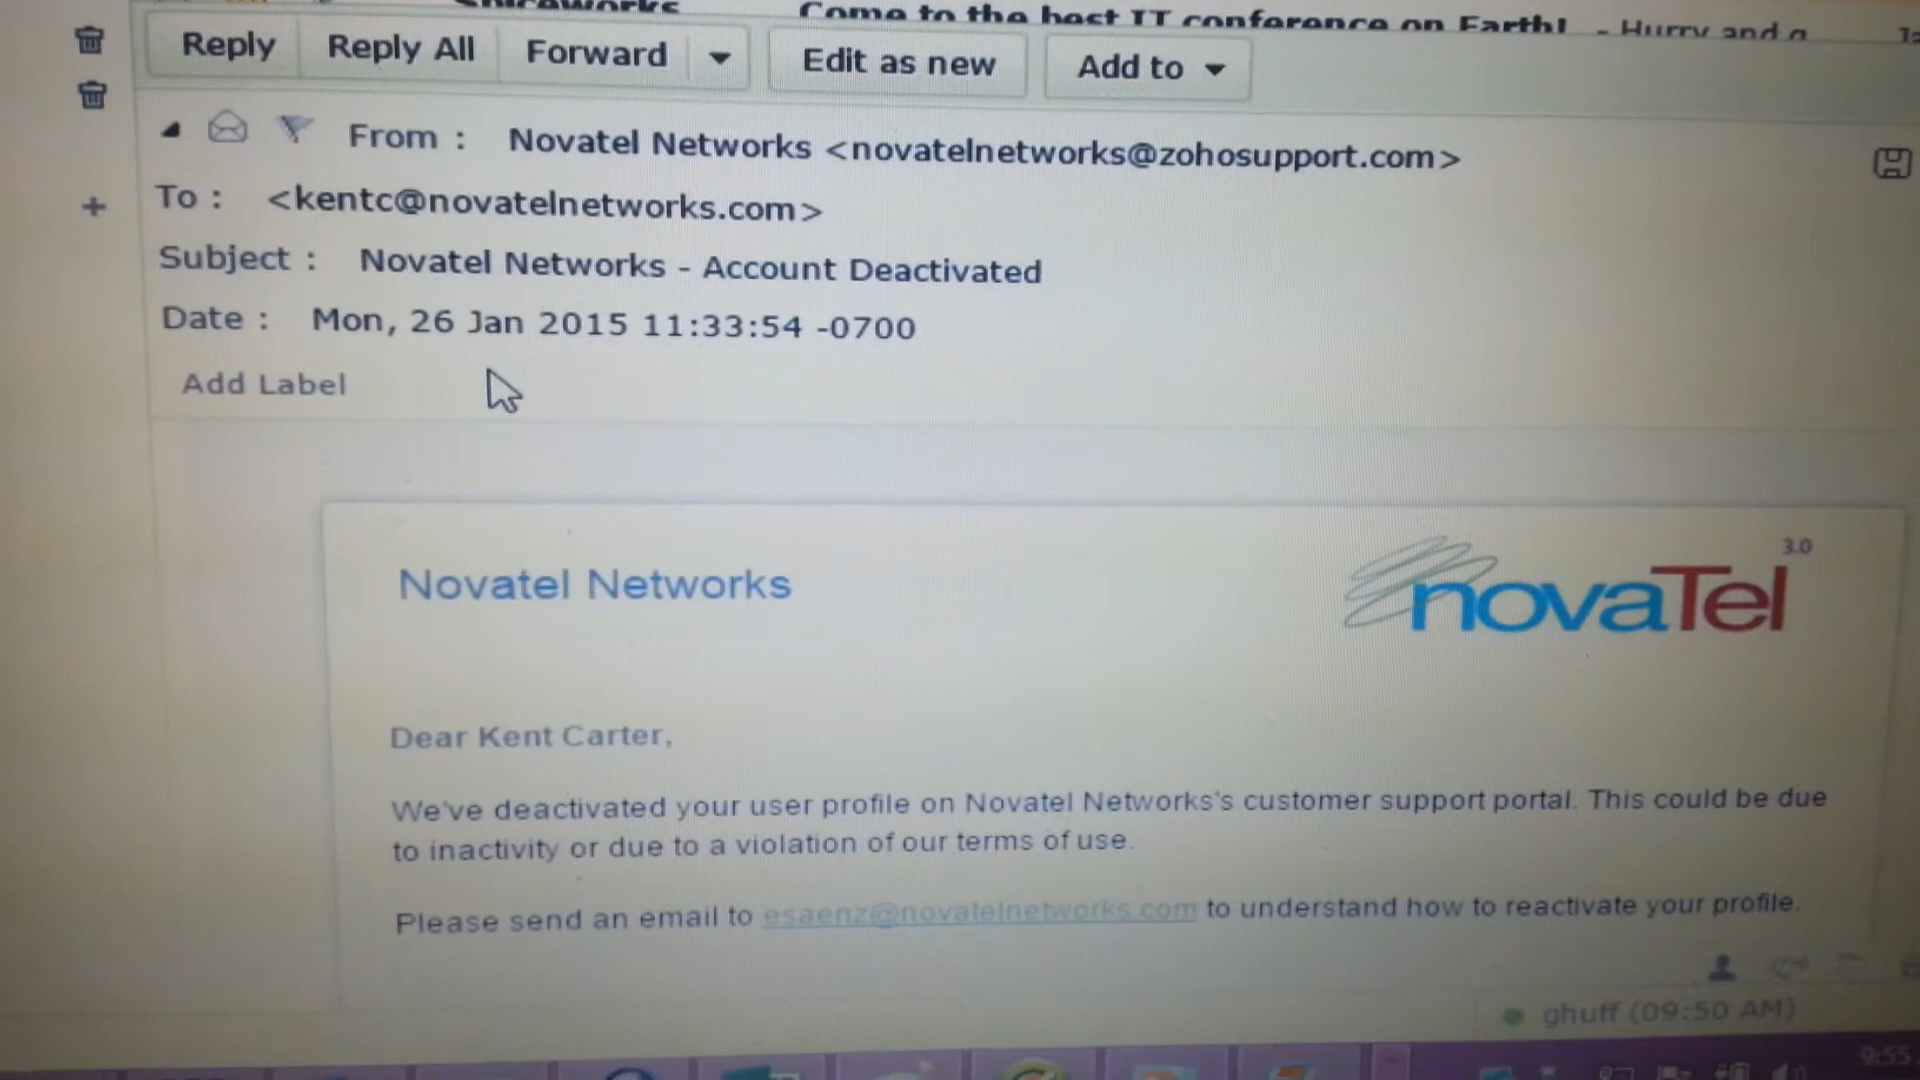 Come to the best IT conference on Earth! - Hurry and g
Reply Reply All Forward Edit as new Add to
From : Novatel Networks <novatelnetworks@zohosupport.com>
To : <kentc@novatelnetworks.com>
Subject : Novatel Networks - Account Deactivated
Date : Mon, 26 Jan 2015 11:33:54 -0700
Add Label
Novatel Networks
novaTel 3.0
Dear Kent Carter,
We've deactivated your user profile on Novatel Networks's customer support portal. This could be due
to inactivity or due to a violation of our terms of use.
Please send an email to esaenz@novatelnetworks.com to understand how to reactivate your profile.
ghuff (09:50 AM)
9:55